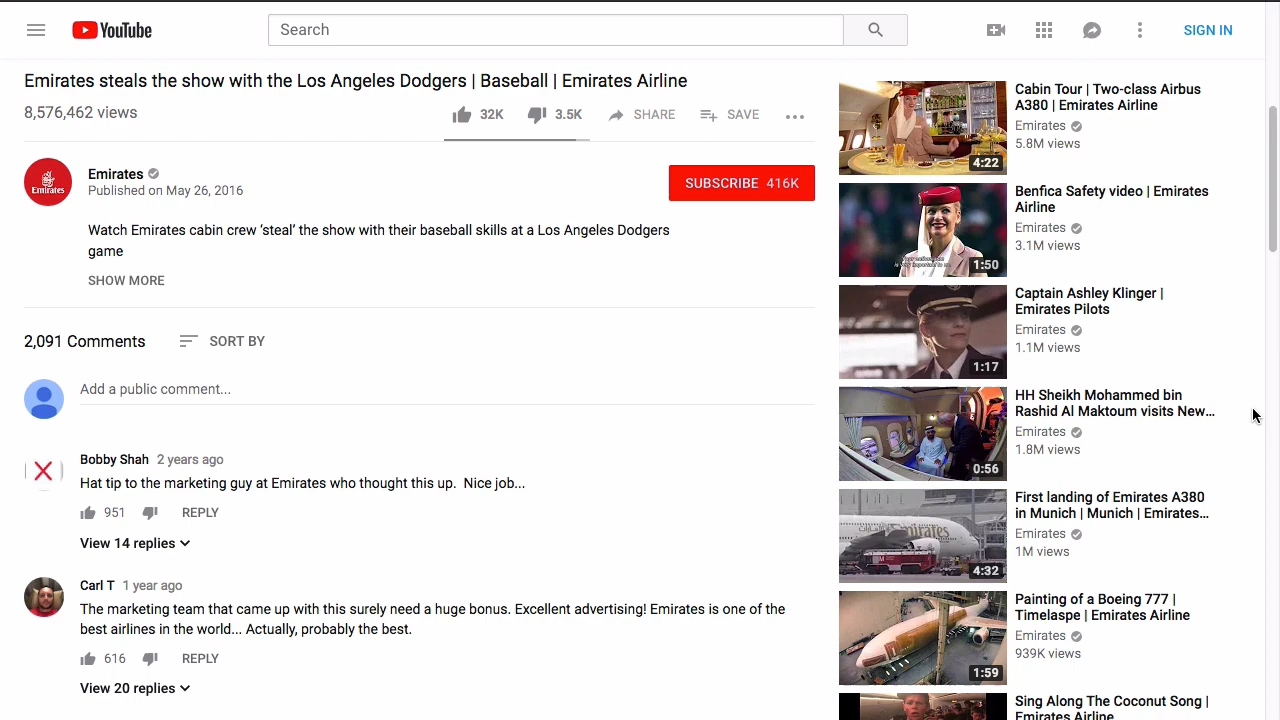 YouTube
Search
SIGN IN
Emirates steals the show with the Los Angeles Dodgers | Baseball | Emirates Airline
8,576,462 views
32K
3.5K
SHARE
SAVE
Emirates
Emirates
Published on May 26, 2016
SUBSCRIBE 416K
Watch Emirates cabin crew 'steal' the show with their baseball skills at a Los Angeles Dodgers
game
SHOW MORE
2,091 Comments
SORT BY
Add a public comment...
Bobby Shah 2 years ago
Hat tip to the marketing guy at Emirates who thought this up. Nice job...
951
REPLY
View 14 replies
Carl T 1 year ago
The marketing team that came up with this surely need a huge bonus. Excellent advertising! Emirates is one of the
best airlines in the world... Actually, probably the best.
616
REPLY
View 20 replies
4:22
Cabin Tour | Two-class Airbus
A380 | Emirates Airline
Emirates
5.8M views
1:50
Benfica Safety video | Emirates
Airline
Emirates
3.1M views
1:17
Captain Ashley Klinger |
Emirates Pilots
Emirates
1.1M views
0:56
HH Sheikh Mohammed bin
Rashid Al Maktoum visits New...
Emirates
1.8M views
Emirates
4:32
First landing of Emirates A380
in Munich | Munich | Emirates...
Emirates
1M views
1:59
Painting of a Boeing 777 |
Timelaspe | Emirates Airline
Emirates
939K views
Sing Along The Coconut Song |
Emirates Airline